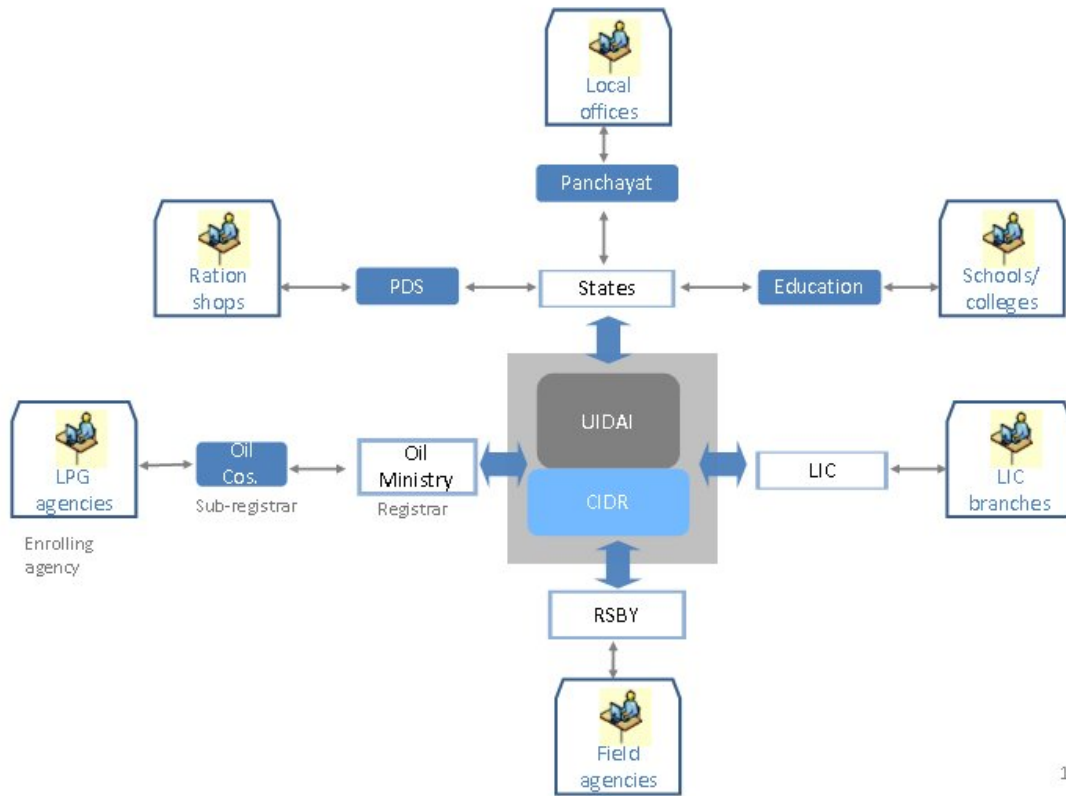 Local
offices
Panchayat
Ration
shops
PDS
States
Education
Schools/
colleges
UIDAI
LPG
agencies
Oil
Cos.
Oil
Ministry
LIC
LIC
branches
Sub-registrar
Registrar
CIDR
Enrolling
agency
RSBY
Field
agencies
1